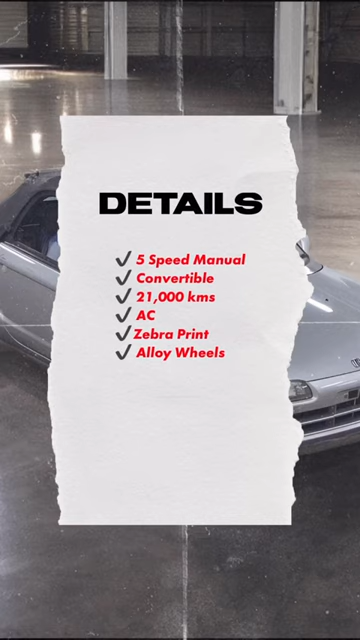 DETAILS
✔ 5 Speed Manual
✔ Convertible
✔ 21,000 kms
✔ AC
✔ Zebra Print
✔ Alloy Wheels